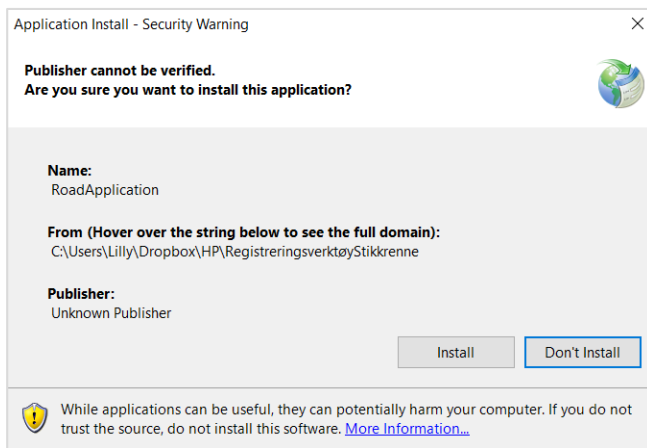 Application Install - Security Warning
Publisher cannot be verified.
Are you sure you want to install this application?
Name:
RoadApplication
From (Hover over the string below to see the full domain):
C:\Users\Lilly\Dropbox\HP\RegistreringsverktøyStikkrenne
Publisher:
Unknown Publisher
Install
Don't Install
While applications can be useful, they can potentially harm your computer. If you do not
trust the source, do not install this software. More Information...